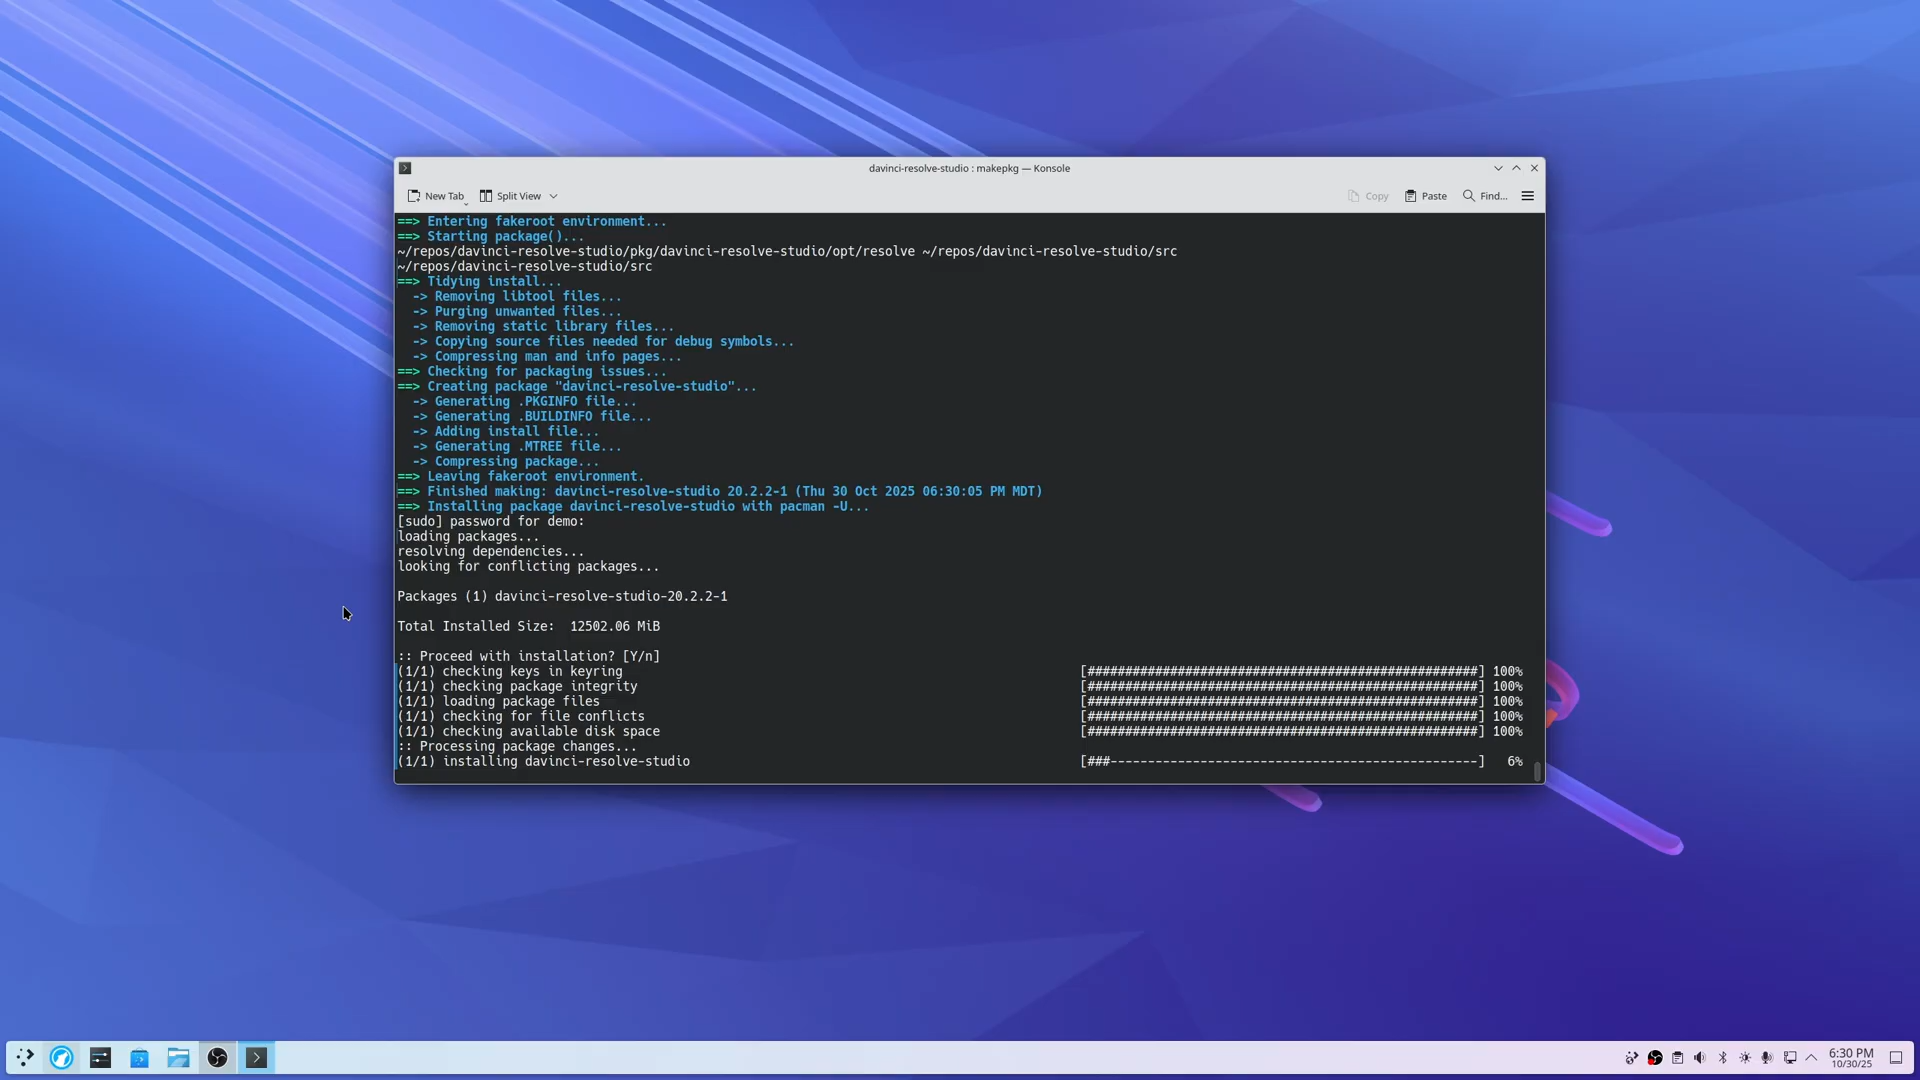 davinci-resolve-studio : makepkg — Konsole
New Tab Split View Copy Paste Find...
==> Entering fakeroot environment...
==> Starting package()...
~/repos/davinci-resolve-studio/pkg/davinci-resolve-studio/opt/resolve ~/repos/davinci-resolve-studio/src
~/repos/davinci-resolve-studio/src
==> Tidying install...
  -> Removing libtool files...
  -> Purging unwanted files...
  -> Removing static library files...
  -> Copying source files needed for debug symbols...
  -> Compressing man and info pages...
==> Checking for packaging issues...
==> Creating package "davinci-resolve-studio"...
  -> Generating .PKGINFO file...
  -> Generating .BUILDINFO file...
  -> Adding install file...
  -> Generating .MTREE file...
  -> Compressing package...
==> Leaving fakeroot environment.
==> Finished making: davinci-resolve-studio 20.2.2-1 (Thu 30 Oct 2025 06:30:05 PM MDT)
==> Installing package davinci-resolve-studio with pacman -U...
[sudo] password for demo:
loading packages...
resolving dependencies...
looking for conflicting packages...
Packages (1) davinci-resolve-studio-20.2.2-1
Total Installed Size:  12502.06 MiB
:: Proceed with installation? [Y/n]
(1/1) checking keys in keyring [####################################################] 100%
(1/1) checking package integrity [####################################################] 100%
(1/1) loading package files [####################################################] 100%
(1/1) checking for file conflicts [####################################################] 100%
(1/1) checking available disk space [####################################################] 100%
:: Processing package changes...
(1/1) installing davinci-resolve-studio [###-------------------------------------------------] 6%
6:30 PM
10/30/25